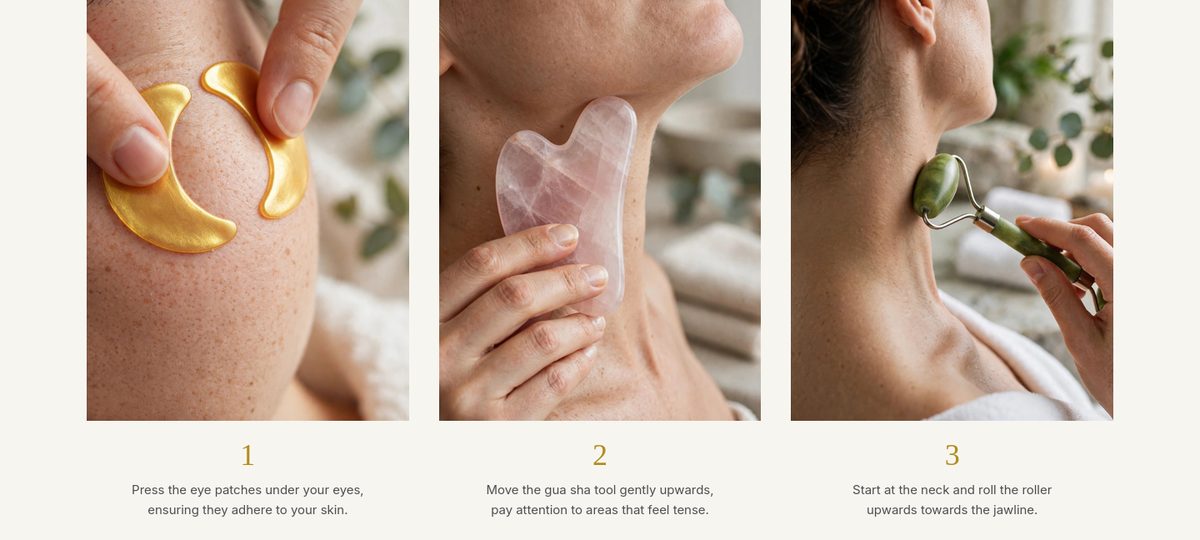 1
Press the eye patches under your eyes,
ensuring they adhere to your skin.
2
Move the gua sha tool gently upwards,
pay attention to areas that feel tense.
3
Start at the neck and roll the roller
upwards towards the jawline.